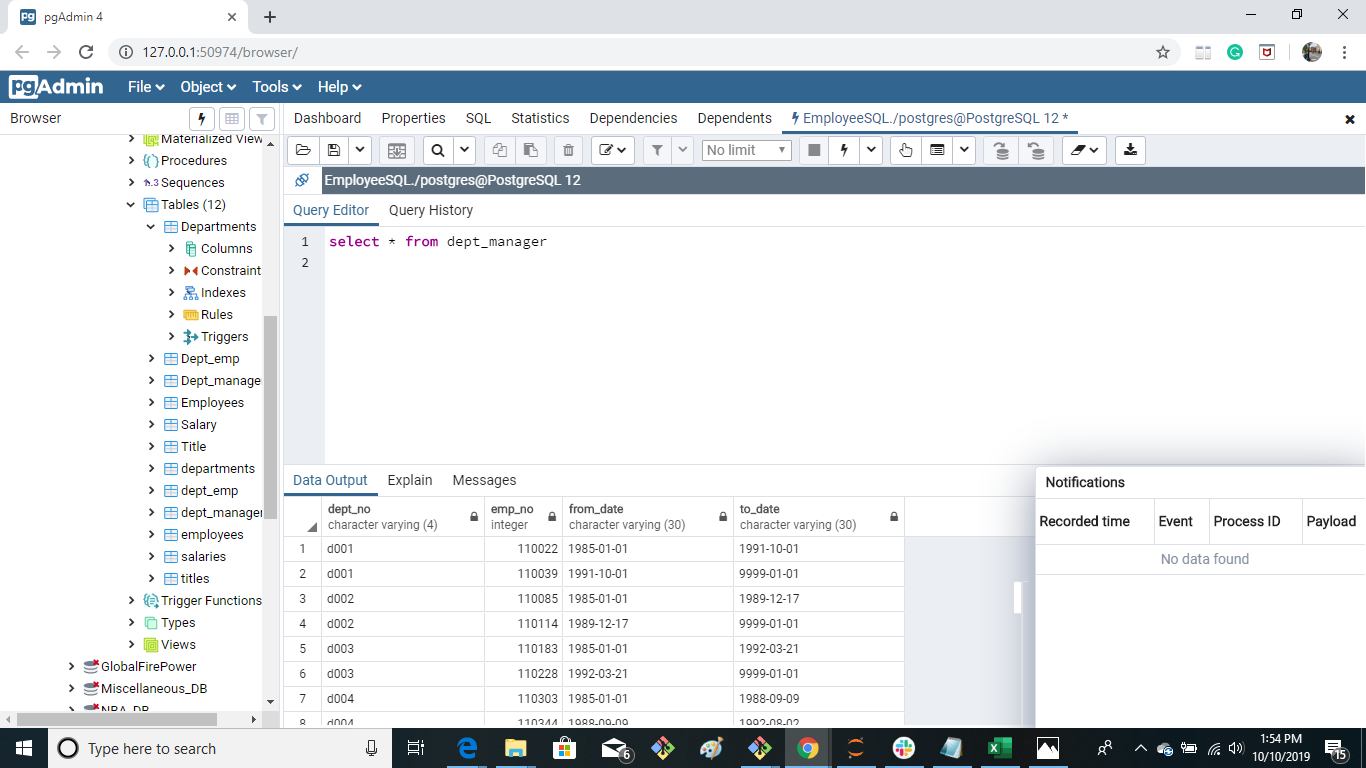 pgAdmin 4
127.0.0.1:50974/browser/
pgAdmin File Object Tools Help
Browser
Dashboard Properties SQL Statistics Dependencies Dependents EmployeeSQL./postgres@PostgreSQL 12 *
No limit
EmployeeSQL./postgres@PostgreSQL 12
Query Editor Query History
1 select * from dept_manager
2
Materialized View
Procedures
1..3 Sequences
Tables (12)
Departments
Columns
Constraint
Indexes
Rules
Triggers
Dept_emp
Dept_manage
Employees
Salary
Title
departments
dept_emp
dept_manager
employees
salaries
titles
Trigger Functions
Types
Views
GlobalFirePower
Miscellaneous_DB
NBA_DB
Data Output Explain Messages
dept_no emp_no from_date to_date
character varying (4) integer character varying (30) character varying (30)
1 d001 110022 1985-01-01 1991-10-01
2 d001 110039 1991-10-01 9999-01-01
3 d002 110085 1985-01-01 1989-12-17
4 d002 110114 1989-12-17 9999-01-01
5 d003 110183 1985-01-01 1992-03-21
6 d003 110228 1992-03-21 9999-01-01
7 d004 110303 1985-01-01 1988-09-09
8 d004 110344 1988-09-09 1992-08-02
Notifications
Recorded time Event Process ID Payload
No data found
Type here to search
6
1:54 PM
10/10/2019
15